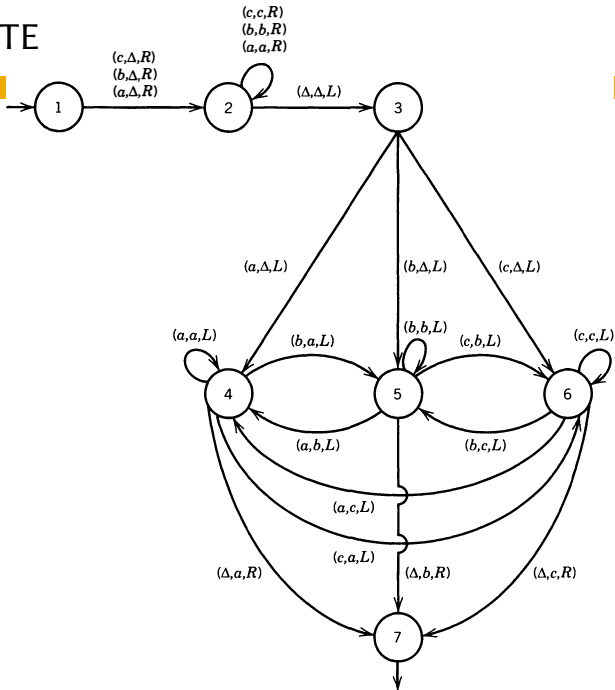 TE
(c,c,R)
(b,b,R)
(a,a,R)
(c,Δ,R)
(b,Δ,R)
(a,Δ,R)
1
2
(Δ,Δ,L)
3
(a,Δ,L)
(b,Δ,L)
(c,Δ,L)
(a,a,L)
(b,a,L)
(b,b,L)
(c,b,L)
(c,c,L)
4
5
6
(a,b,L)
(b,c,L)
(a,c,L)
(c,a,L)
(Δ,a,R)
(Δ,b,R)
(Δ,c,R)
7